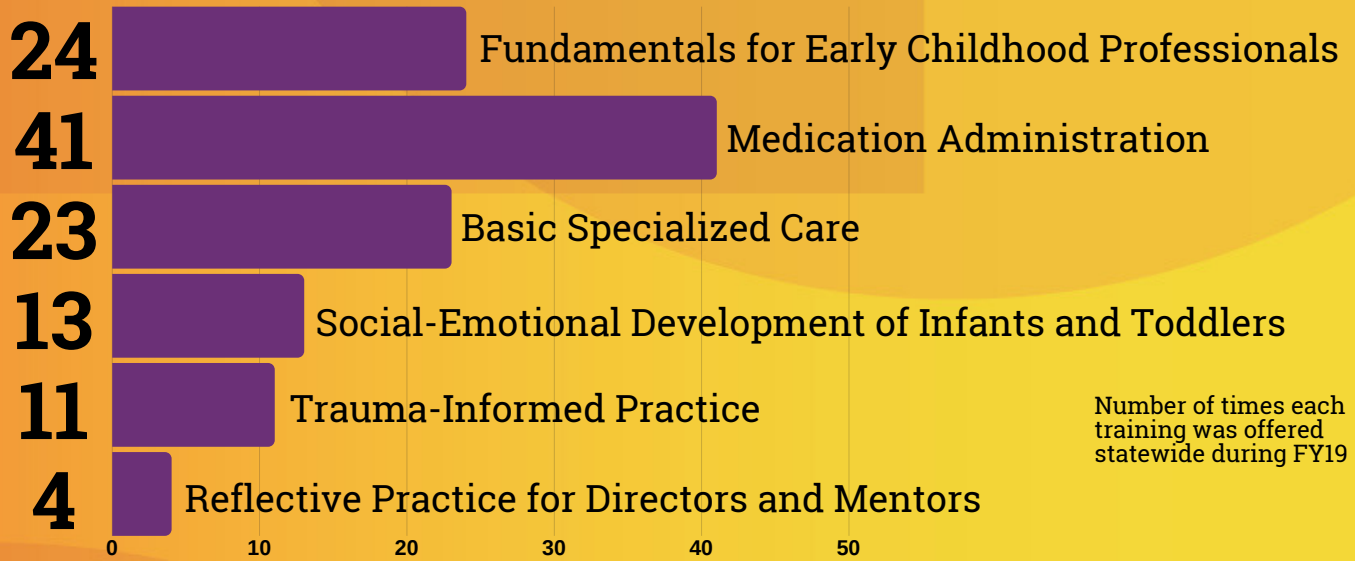 24
Fundamentals for Early Childhood Professionals
41
Medication Administration
23
Basic Specialized Care
13
Social-Emotional Development of Infants and Toddlers
11
Trauma-Informed Practice
Number of times each
training was offered
statewide during FY19
4
Reflective Practice for Directors and Mentors
0 10 20 30 40 50